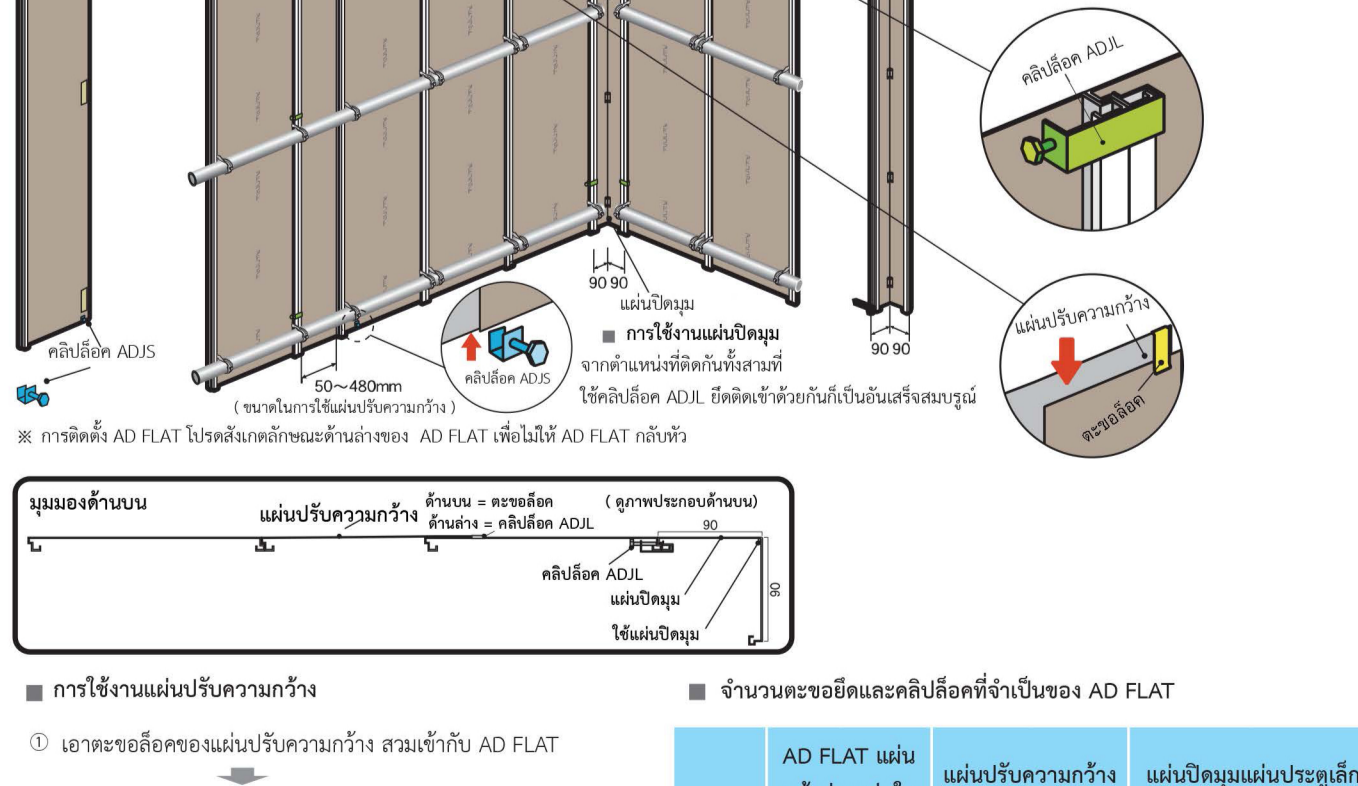 คลิปล็อค ADJL
90 90
แผ่นปิดมุม
■ การใช้งานแผ่นปิดมุม
จากตำแหน่งที่ติดกันทั้งสามที่
ใช้คลิปล็อค ADJL ยึดติดเข้าด้วยกันก็เป็นอันเสร็จสมบรูณ์
90 90
แผ่นปรับความกว้าง
ตะขอล็อค
คลิปล็อค ADJS
คลิปล็อค ADJS
50～480mm
( ขนาดในการใช้แผ่นปรับความกว้าง )
※ การติดตั้ง AD FLAT โปรดสังเกตลักษณะด้านล่างของ AD FLAT เพื่อไม่ให้ AD FLAT กลับหัว
มุมมองด้านบน
แผ่นปรับความกว้าง
ด้านบน = ตะขอล็อค
ด้านล่าง = คลิปล็อค ADJL
( ดูภาพประกอบด้านบน)
90
คลิปล็อค ADJL
แผ่นปิดมุม
ใช้แผ่นปิดมุม
90
■ การใช้งานแผ่นปรับความกว้าง
① เอาตะขอล็อคของแผ่นปรับความกว้าง สวมเข้ากับ AD FLAT
■ จำนวนตะขอยึดและคลิปล็อคที่จำเป็นของ AD FLAT
AD FLAT แผ่น
แผ่นปรับความกว้าง
แผ่นปิดมุมแผ่นประตูเล็ก